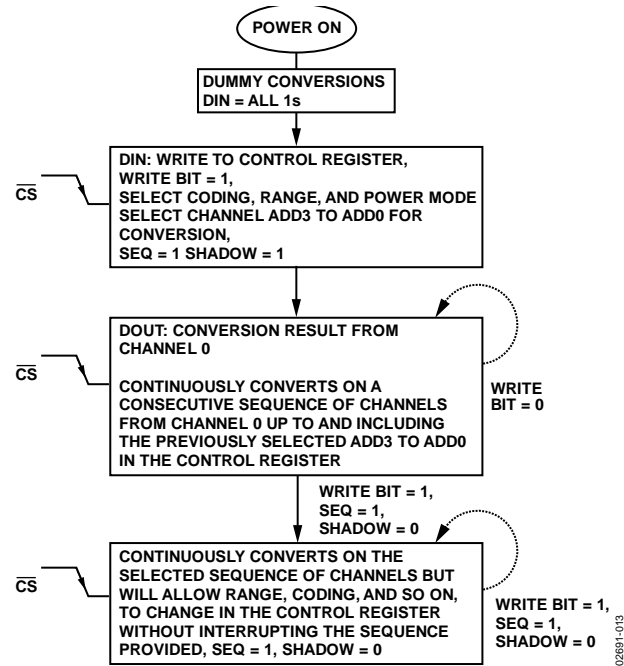 POWER ON
DUMMY CONVERSIONS
DIN = ALL 1s
CS
DIN: WRITE TO CONTROL REGISTER,
WRITE BIT = 1,
SELECT CODING, RANGE, AND POWER MODE
SELECT CHANNEL ADD3 TO ADD0 FOR
CONVERSION,
SEQ = 1 SHADOW = 1
CS
DOUT: CONVERSION RESULT FROM
CHANNEL 0
CONTINUOUSLY CONVERTS ON A
CONSECUTIVE SEQUENCE OF CHANNELS
FROM CHANNEL 0 UP TO AND INCLUDING
THE PREVIOUSLY SELECTED ADD3 TO ADD0
IN THE CONTROL REGISTER
WRITE
BIT = 0
WRITE BIT = 1,
SEQ = 1,
SHADOW = 0
CS
CONTINUOUSLY CONVERTS ON THE
SELECTED SEQUENCE OF CHANNELS BUT
WILL ALLOW RANGE, CODING, AND SO ON,
TO CHANGE IN THE CONTROL REGISTER
WITHOUT INTERRUPTING THE SEQUENCE
PROVIDED, SEQ = 1, SHADOW = 0
WRITE BIT = 1,
SEQ = 1,
SHADOW = 0
02691-013